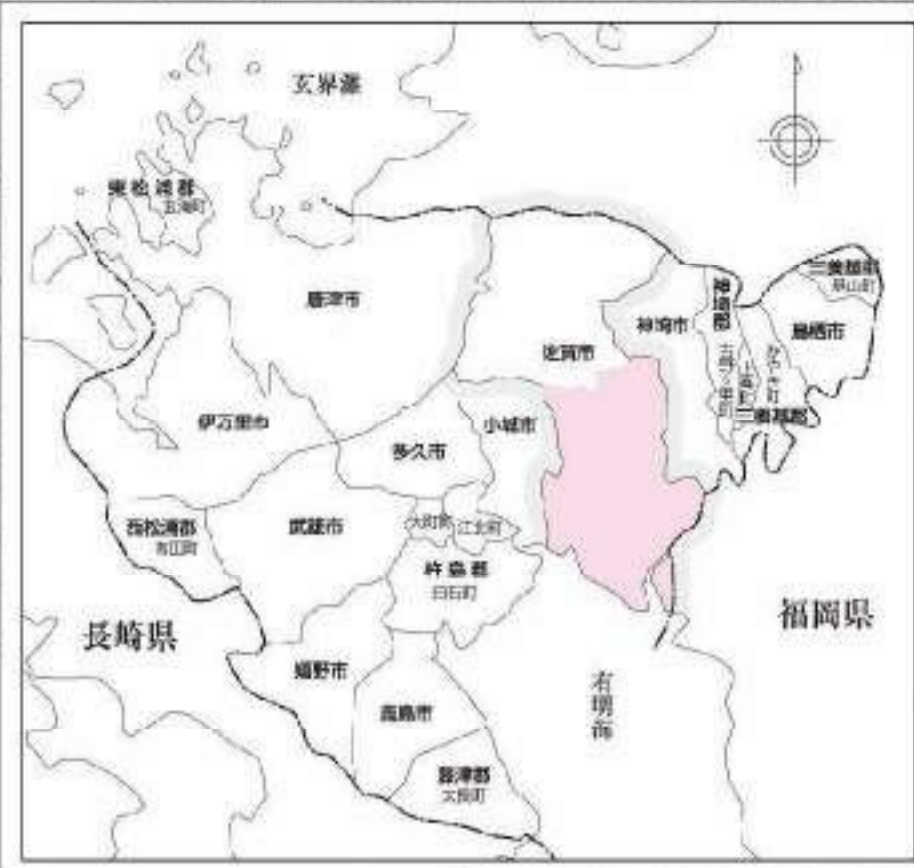 玄界灘
東松浦郡
玄海町
唐津市
佐賀市
神埼市
神埼郡
吉野ヶ里町
上峰町
みやき町
三養基郡
三養基郡
基山町
鳥栖市
伊万里市
多久市
小城市
西松浦郡
有田町
武雄市
大町町
江北町
杵島郡
白石町
長崎県
福岡県
嬉野市
鹿島市
有明海
藤津郡
太良町